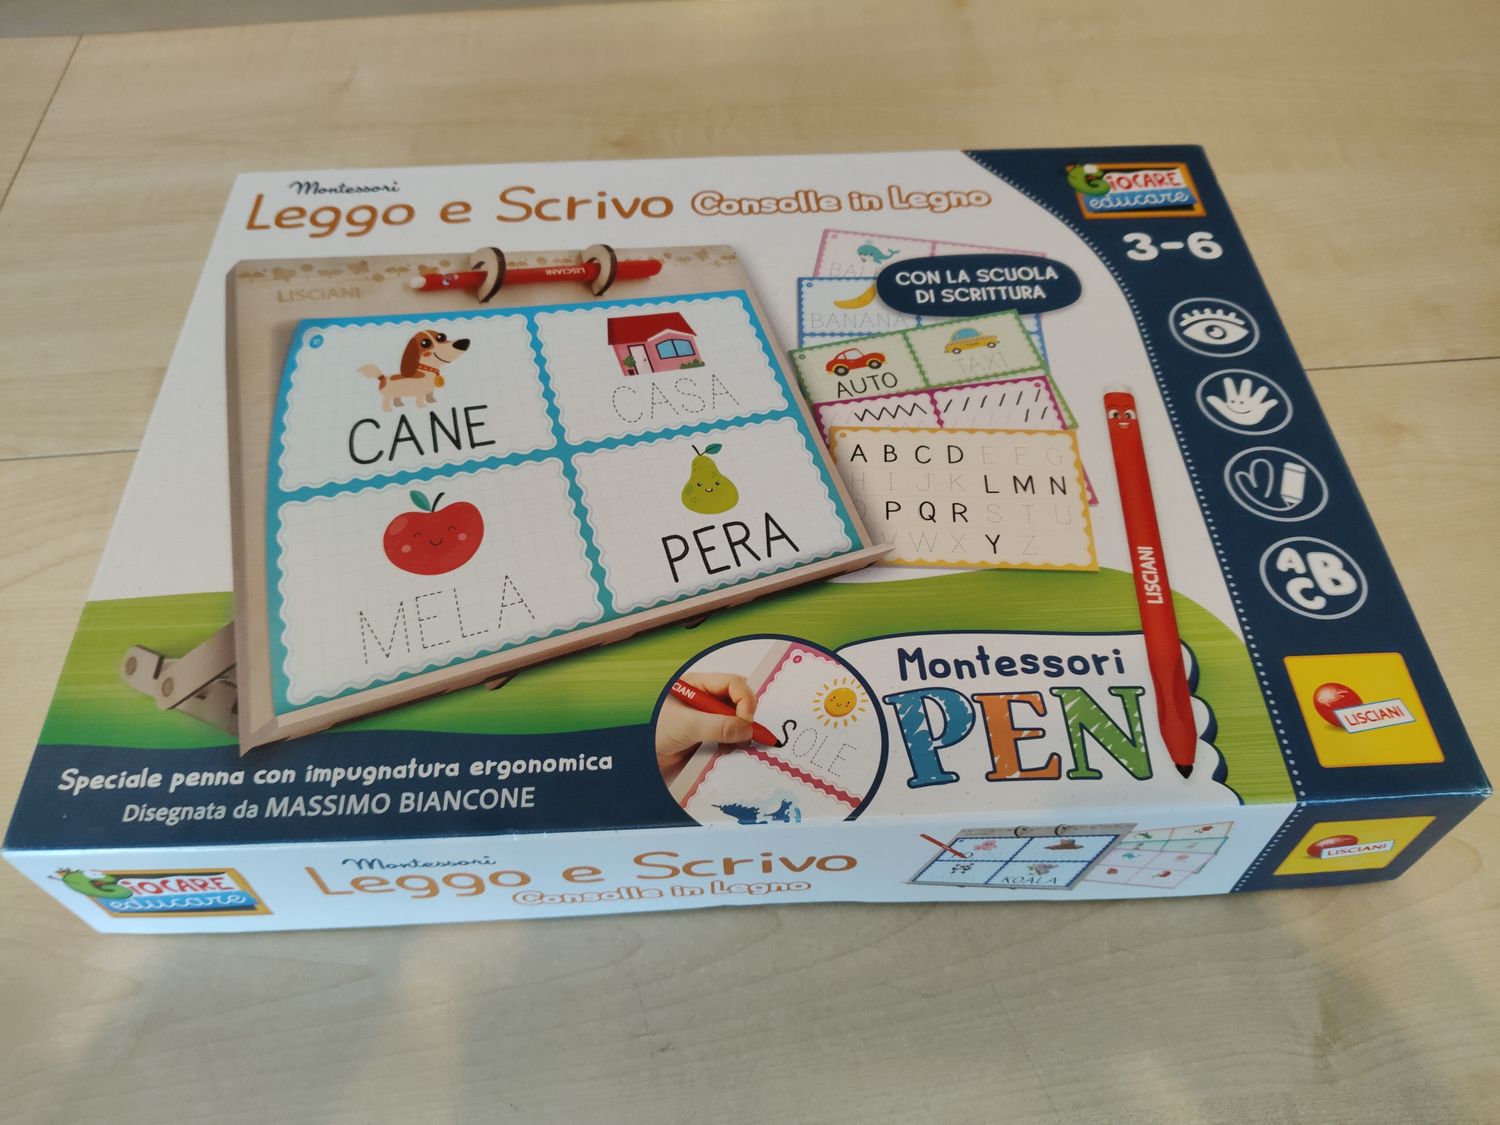 Montessori
Leggo e Scrivo Consolle in Legno
GIOCARE
educare
3-6
CON LA SCUOLA
DI SCRITTURA
LISCIANI
LISCIANI
CANE
CASA
MELA
PERA
BANANA
AUTO
TAXI
A B C D E F G
H I J K L M N
P Q R S T U
V W X Y Z
LISCIANI
Montessori
PEN
LISCIANI
SOLE
Speciale penna con impugnatura ergonomica
Disegnata da MASSIMO BIANCONE
A B C
LISCIANI
GIOCARE
educare
Montessori
Leggo e Scrivo
Consolle in Legno
KOALA
LISCIANI